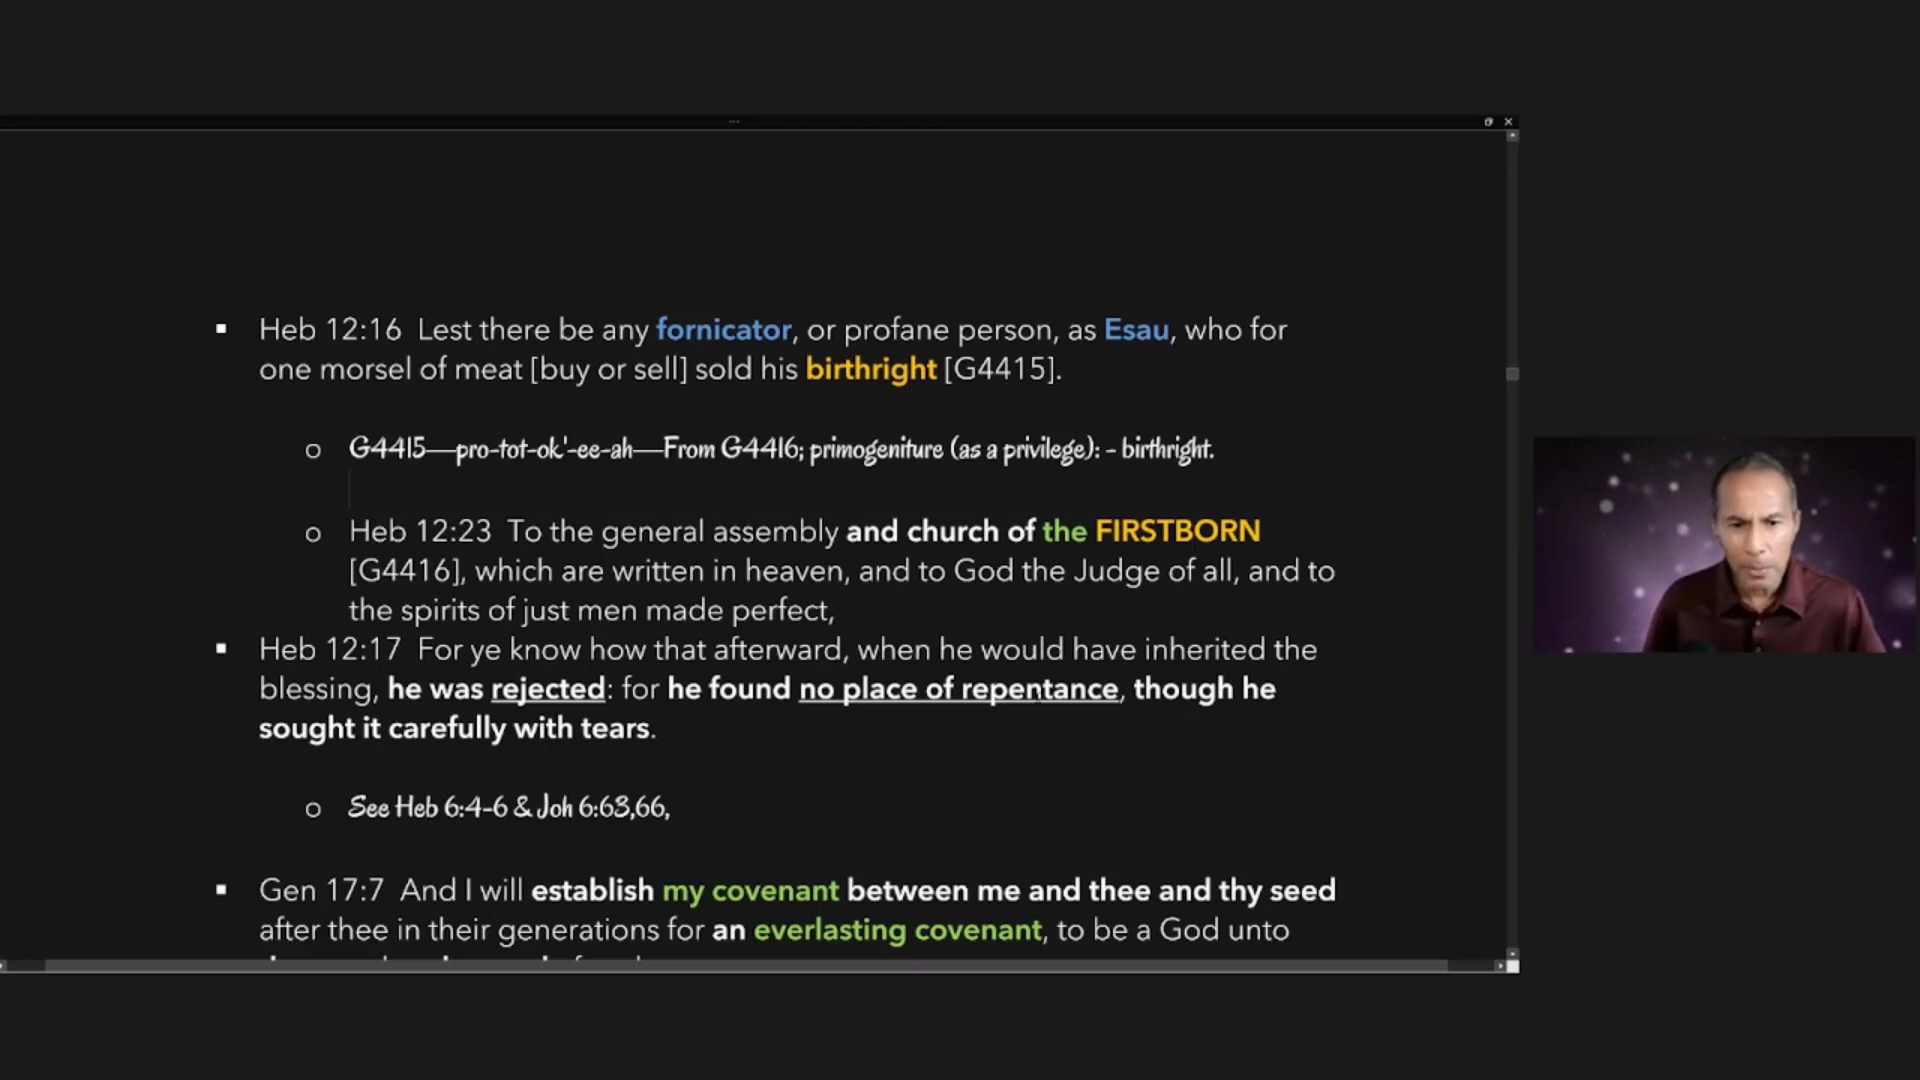 Heb 12:16 Lest there be any fornicator, or profane person, as Esau, who for
one morsel of meat [buy or sell] sold his birthright [G4415].
G4415—pro-tot-ok'-ee-ah—From G4416; primogeniture (as a privilege): - birthright.
Heb 12:23 To the general assembly and church of the FIRSTBORN
[G4416], which are written in heaven, and to God the Judge of all, and to
the spirits of just men made perfect,
Heb 12:17 For ye know how that afterward, when he would have inherited the
blessing, he was rejected: for he found no place of repentance, though he
sought it carefully with tears.
See Heb 6:4-6 & Joh 6:63,66,
Gen 17:7 And I will establish my covenant between me and thee and thy seed
after thee in their generations for an everlasting covenant, to be a God unto